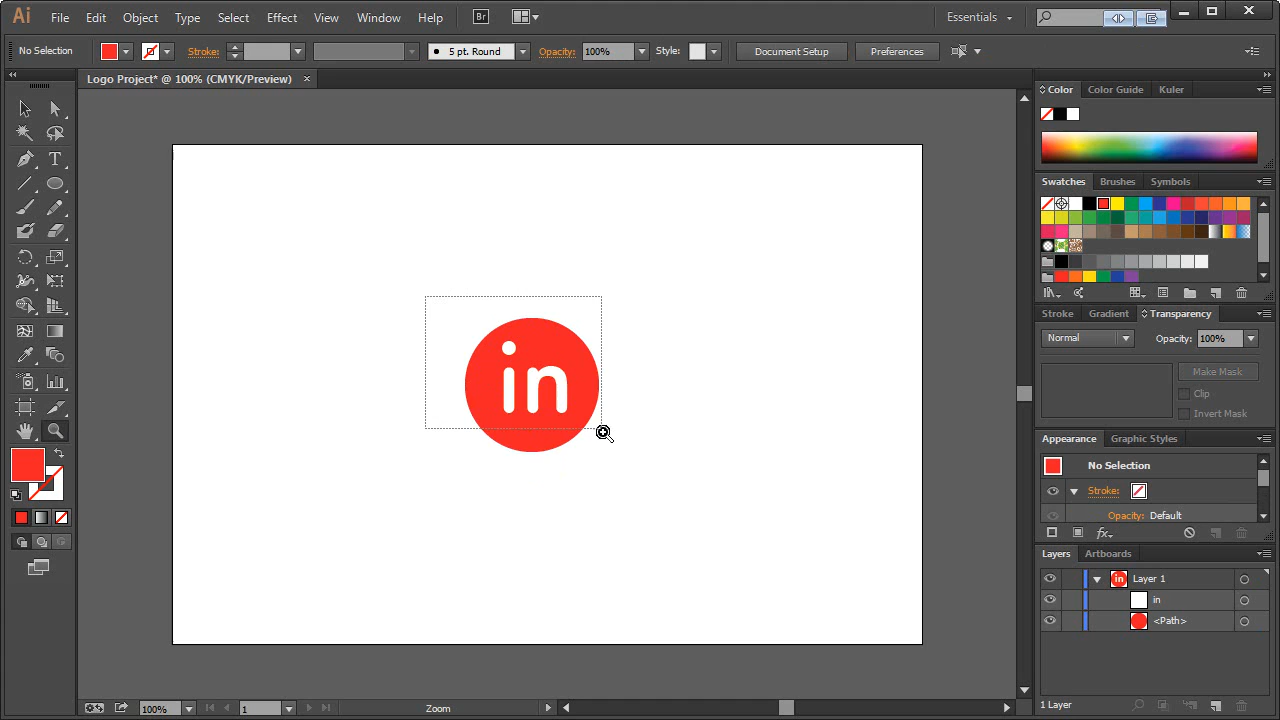 Ai File Edit Object Type Select Effect View Window Help Br Essentials
No Selection Stroke: 5 pt. Round Opacity: 100% Style: Document Setup Preferences
Logo Project* @ 100% (CMYK/Preview) ×
Color Color Guide Kuler
Swatches Brushes Symbols
Stroke Gradient Transparency
Normal Opacity: 100%
Make Mask
Clip
Invert Mask
in
Appearance Graphic Styles
No Selection
Stroke:
Opacity: Default
fx
Layers Artboards
in Layer 1
in
<Path>
1 Layer
100% 1 Zoom